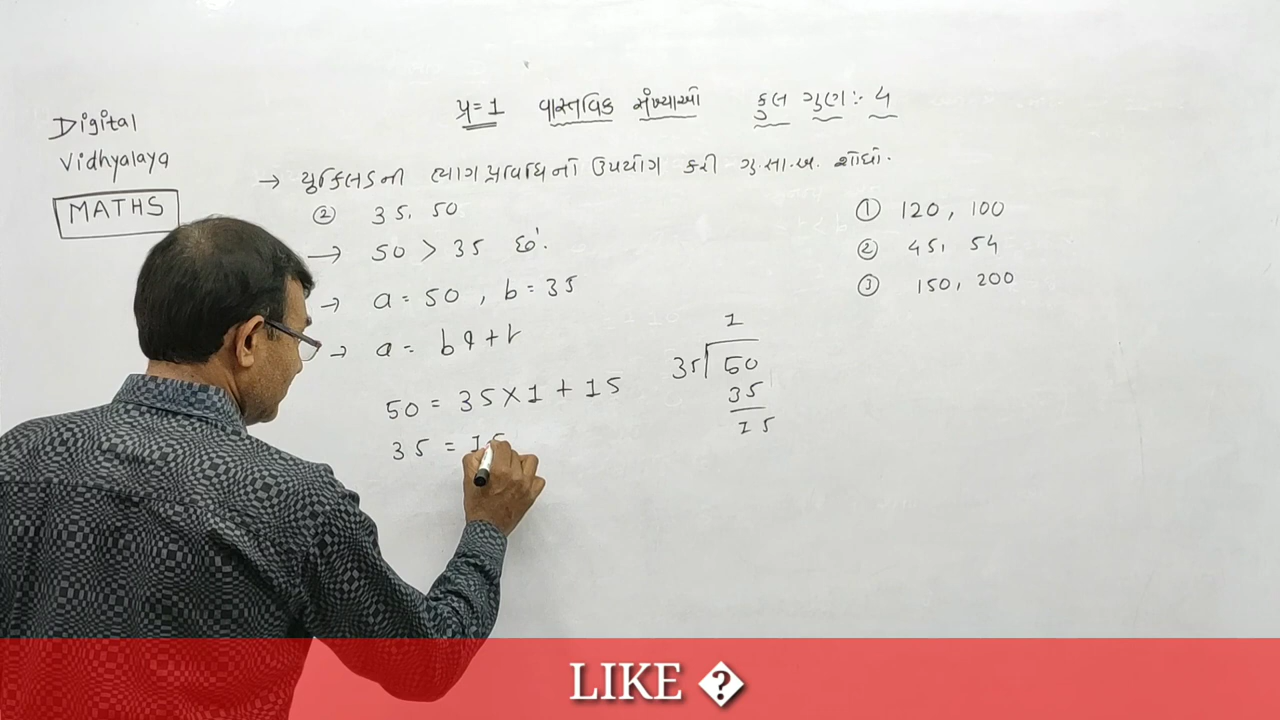 Digital
Vidhyalaya
MATHS
પ્ર=1 વાસ્તવિક સંખ્યાઓ કુલ ગુણ:- 4
→ યુક્લિડની ભાગ પ્રવિધિનો ઉપયોગ કરી ગુ.સા.અ. શોધો.
② 35, 50
→ 50 > 35 છે.
→ a = 50 , b = 35
→ a = bq + r
50 = 35 × 1 + 15
35 = 15
1
35 50
35
15
① 120, 100
② 45, 54
③ 150, 200
LIKE �